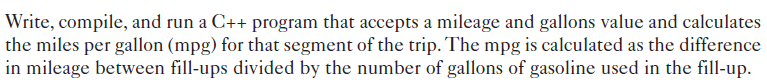 Write, compile, and run a C++ program that accepts a mileage and gallons value and calculates
the miles per gallon (mpg) for that segment of the trip. The mpg is calculated as the difference
in mileage between fill-ups divided by the number of gallons of gasoline used in the fill-up.